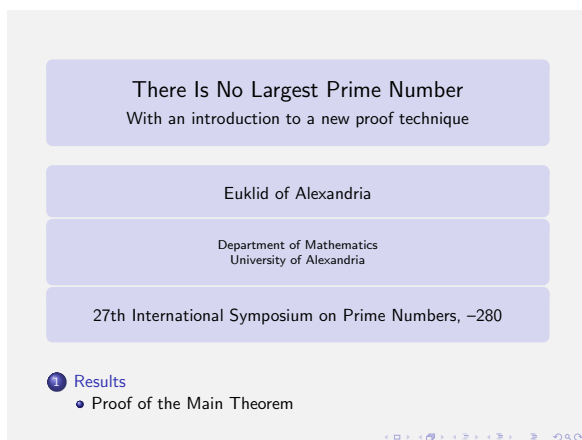 There Is No Largest Prime Number
With an introduction to a new proof technique
Euklid of Alexandria
Department of Mathematics
University of Alexandria
27th International Symposium on Prime Numbers, –280
1 Results
Proof of the Main Theorem